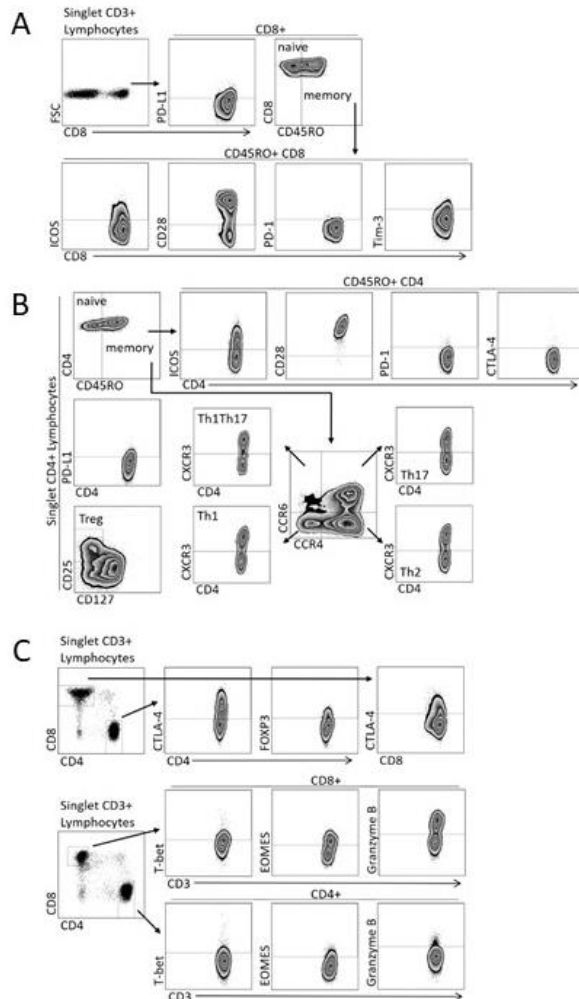 A
Singlet CD3+
Lymphocytes
CD8+
FSC
CD8
PD-L1
naive
memory
CD8
CD45RO
CD45RO+ CD8
ICOS
CD8
CD28
PD-1
Tim-3
B
CD45RO+ CD4
Singlet CD4+ Lymphocytes
naive
memory
CD4
CD45RO
ICOS
CD4
CD28
PD-1
CTLA-4
PD-L1
CD4
Th1Th17
CXCR3
CD4
CCR6
CCR4
CXCR3
Th17
CD4
Treg
CD25
CD127
Th1
CXCR3
CD4
CXCR3
Th2
CD4
C
Singlet CD3+
Lymphocytes
CD8
CD4
CTLA-4
CD4
FOXP3
CTLA-4
CD8
Singlet CD3+
Lymphocytes
CD8
CD4
CD8+
T-bet
CD3
EOMES
Granzyme B
CD4+
T-bet
CD3
EOMES
Granzyme B